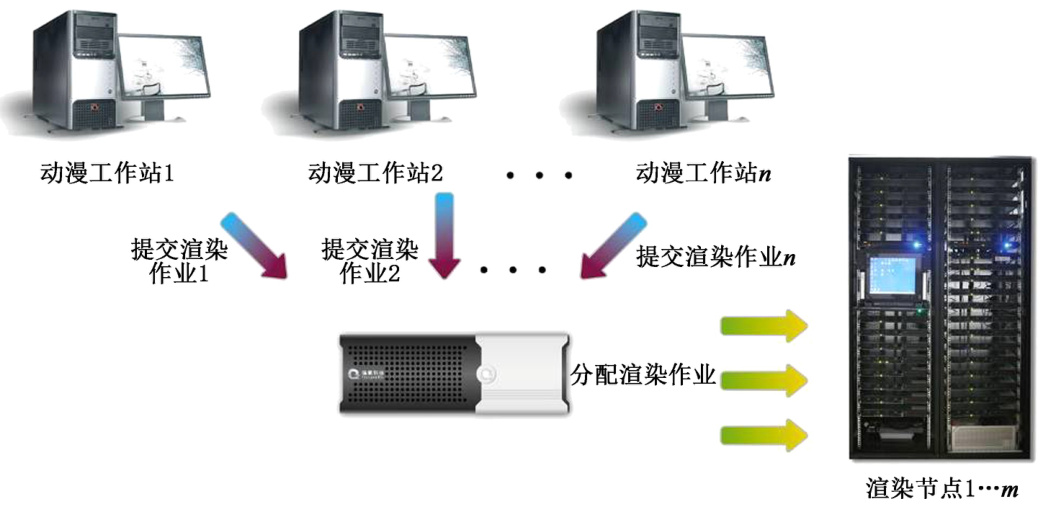 动漫工作站1
动漫工作站2
• • •
动漫工作站n
提交渲染
作业1
提交渲染
作业2
• • •
提交渲染作业n
分配渲染作业
渲染节点1…m